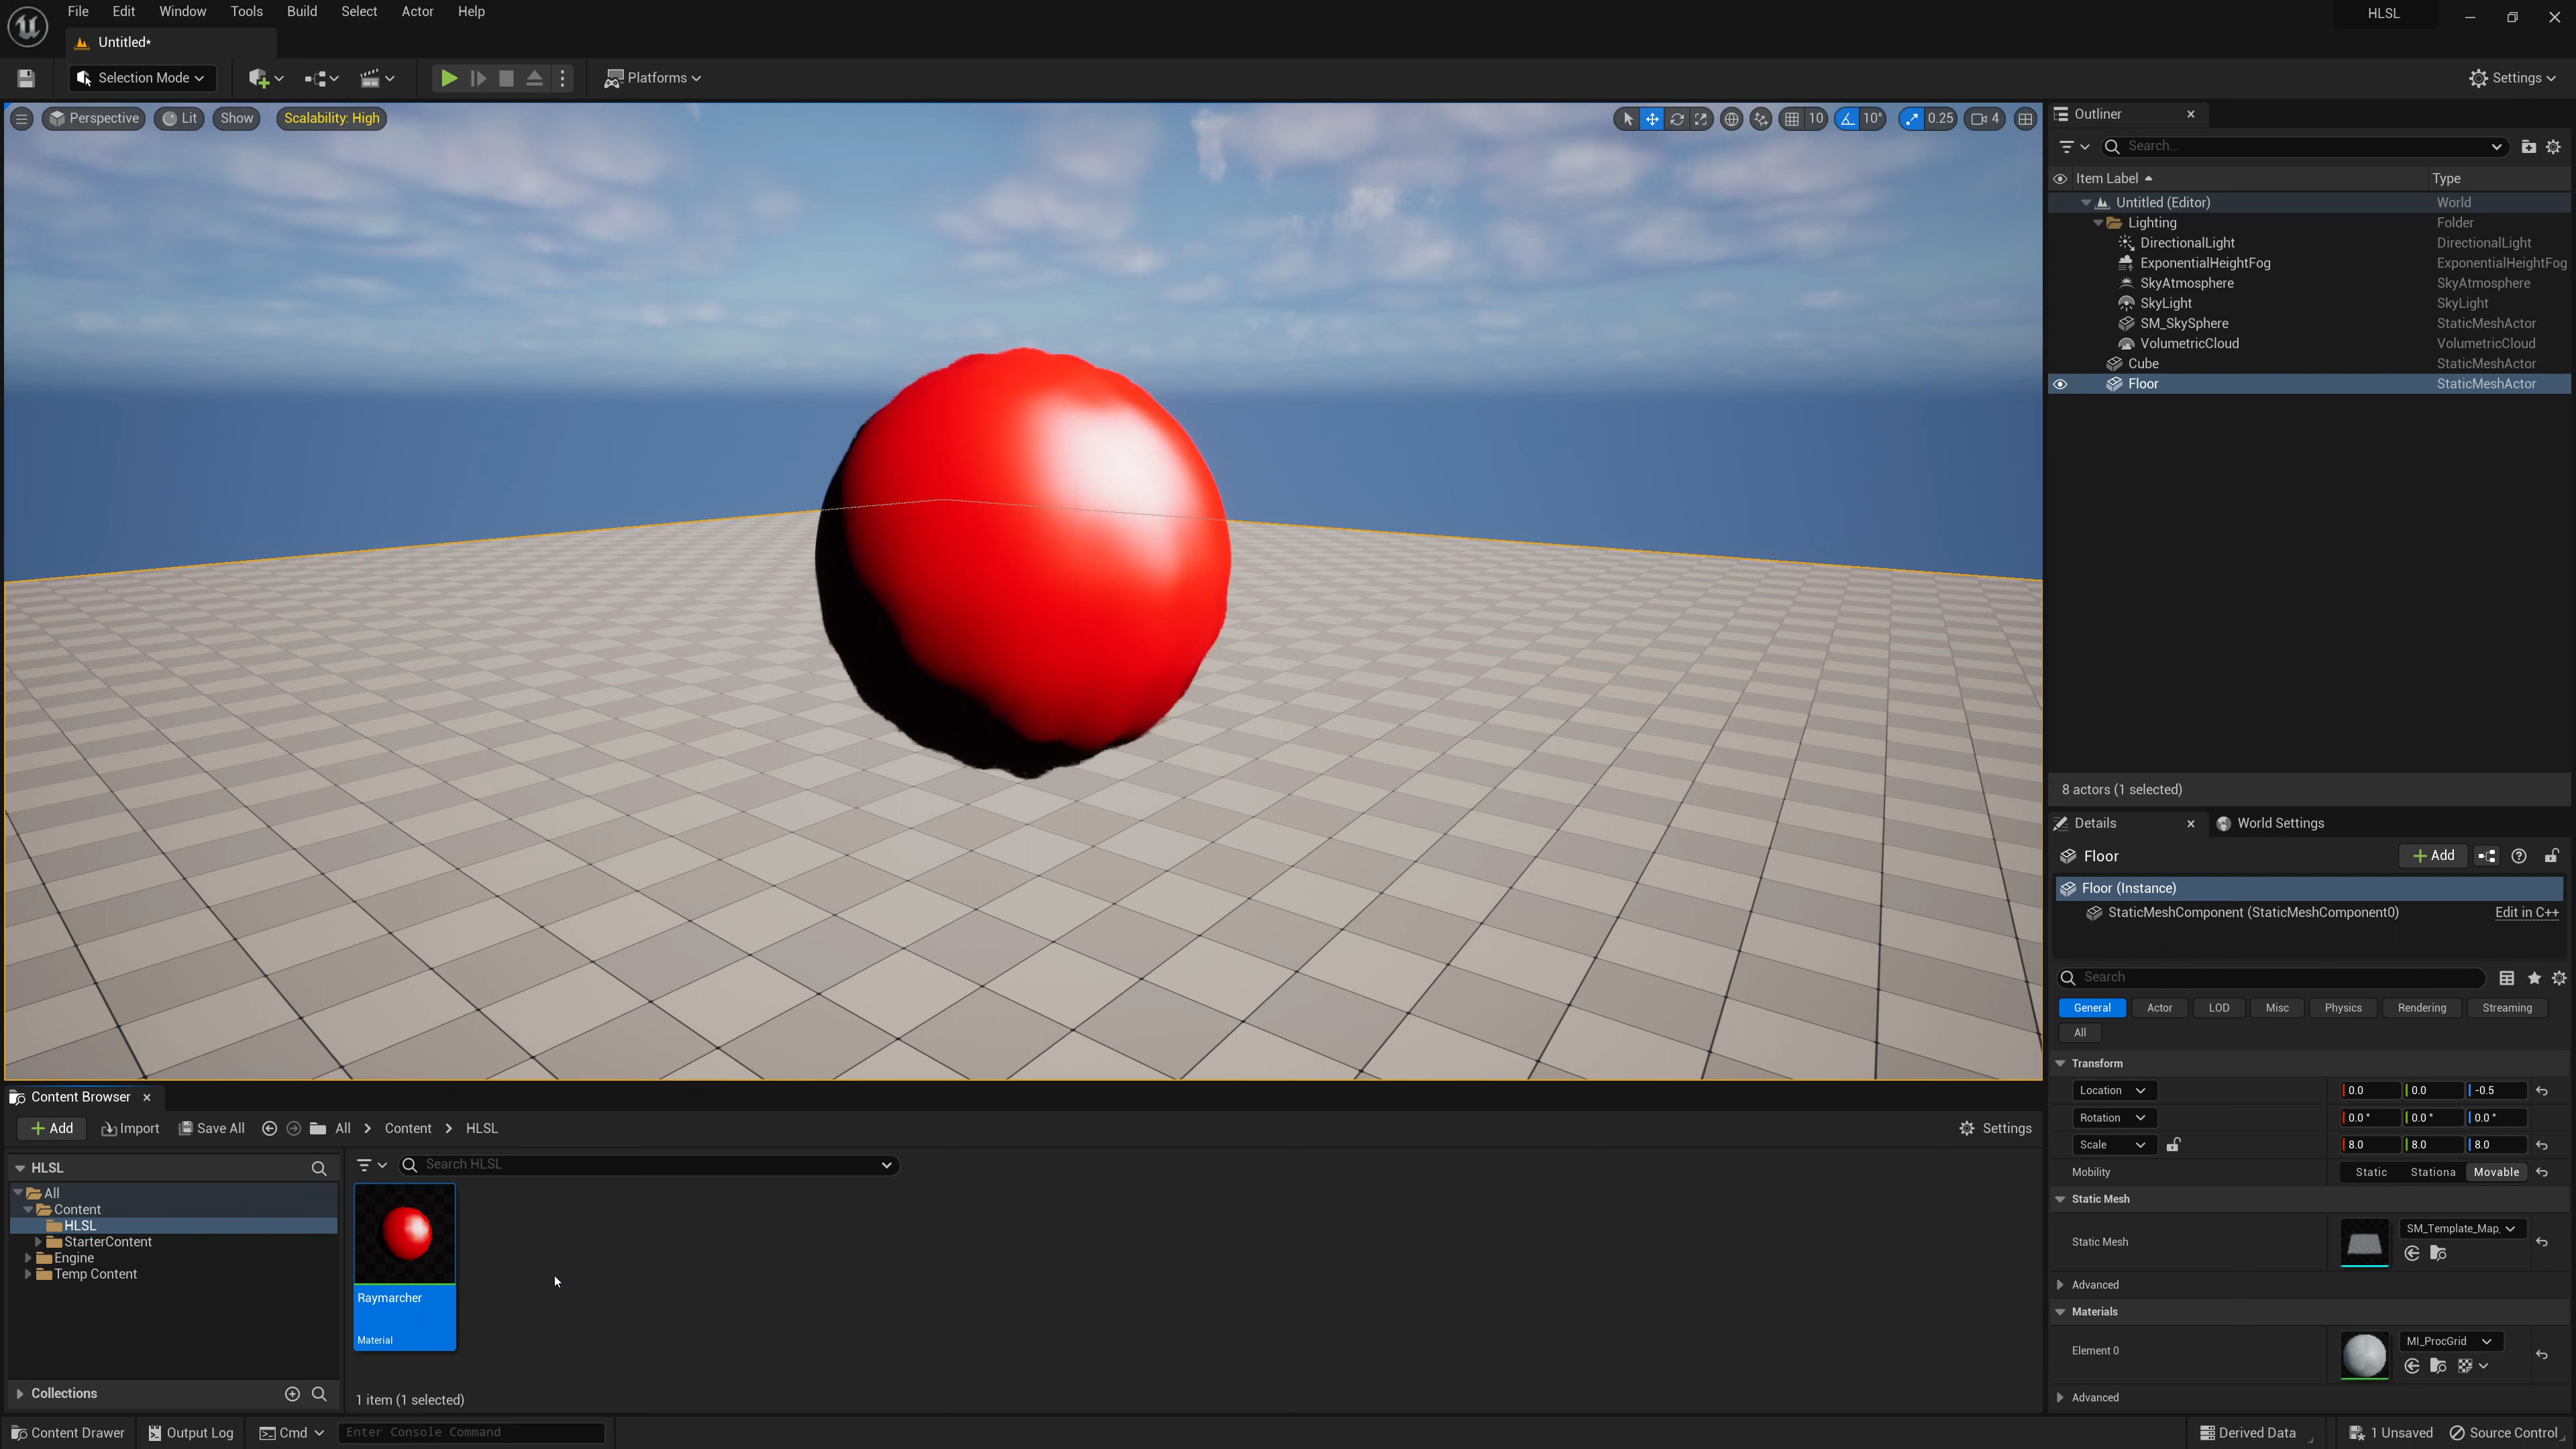 File Edit Window Tools Build Select Actor Help
HLSL
Untitled*
Selection Mode
Platforms
Settings
Perspective Lit Show Scalability: High
10 10° 0.25 4
Outliner
Search...
Item Label Type
Untitled (Editor) World
Lighting Folder
DirectionalLight DirectionalLight
ExponentialHeightFog ExponentialHeightFog
SkyAtmosphere SkyAtmosphere
SkyLight SkyLight
SM_SkySphere StaticMeshActor
VolumetricCloud VolumetricCloud
Cube StaticMeshActor
Floor StaticMeshActor
8 actors (1 selected)
Details World Settings
Floor Add
Floor (Instance)
StaticMeshComponent (StaticMeshComponent0) Edit in C++
Search
General Actor LOD Misc Physics Rendering Streaming
All
Transform
Location 0.0 0.0 -0.5
Rotation 0.0° 0.0° 0.0°
Scale 8.0 8.0 8.0
Mobility Static Stationa Movable
Static Mesh
Static Mesh SM_Template_Map_
Advanced
Materials
Element 0 MI_ProcGrid
Advanced
Content Browser
Add Import Save All All Content HLSL Settings
HLSL
Search HLSL
All
Content
HLSL
StarterContent
Engine
Temp Content
Raymarcher
Material
Collections
1 item (1 selected)
Content Drawer Output Log Cmd Enter Console Command Derived Data 1 Unsaved Source Control